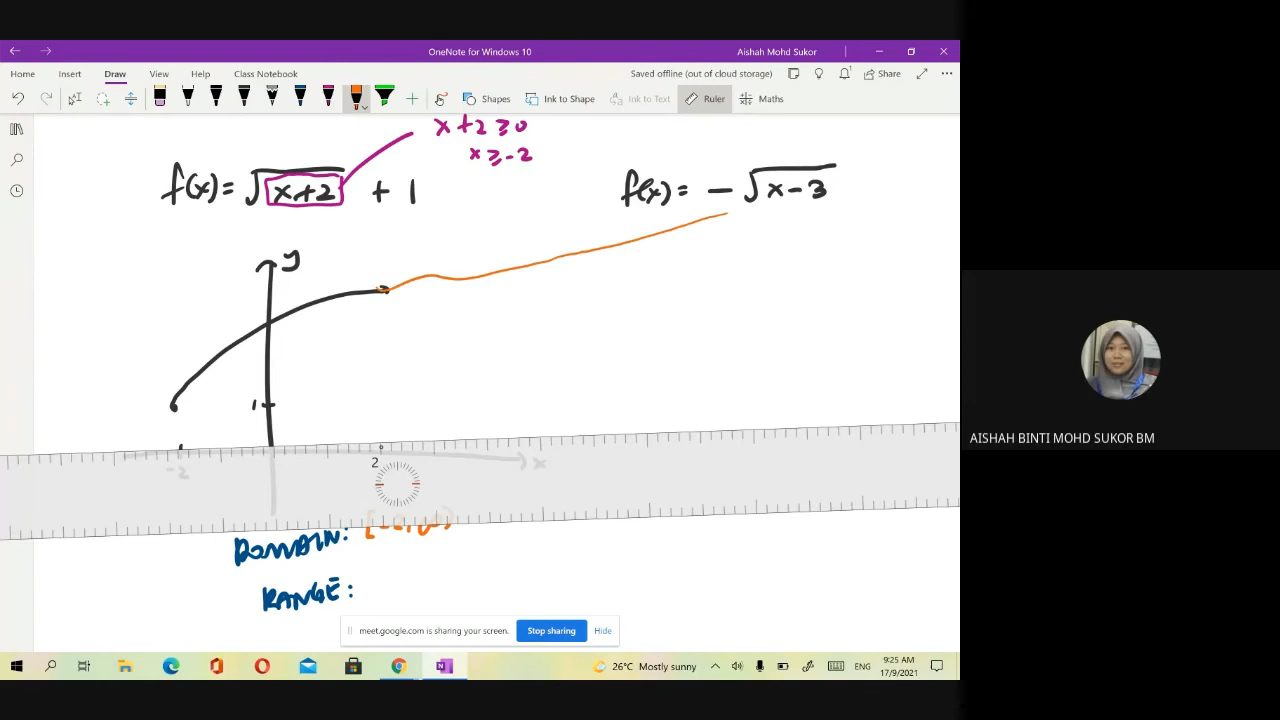 OneNote for Windows 10
Aishah Mohd Sukor
Home Insert Draw View Help Class Notebook
Saved offline (out of cloud storage) Share
Shapes Ink to Shape Ink to Text Ruler Maths
x + 2 ≥ 0
x ≥ -2
f(x) = √x+2 + 1
f(x) = - √x-3
y
1
-2
x
2
DOMAIN:
RANGE:
meet.google.com is sharing your screen. Stop sharing Hide
26°C Mostly sunny ENG 9:25 AM
17/9/2021
AISHAH BINTI MOHD SUKOR BM